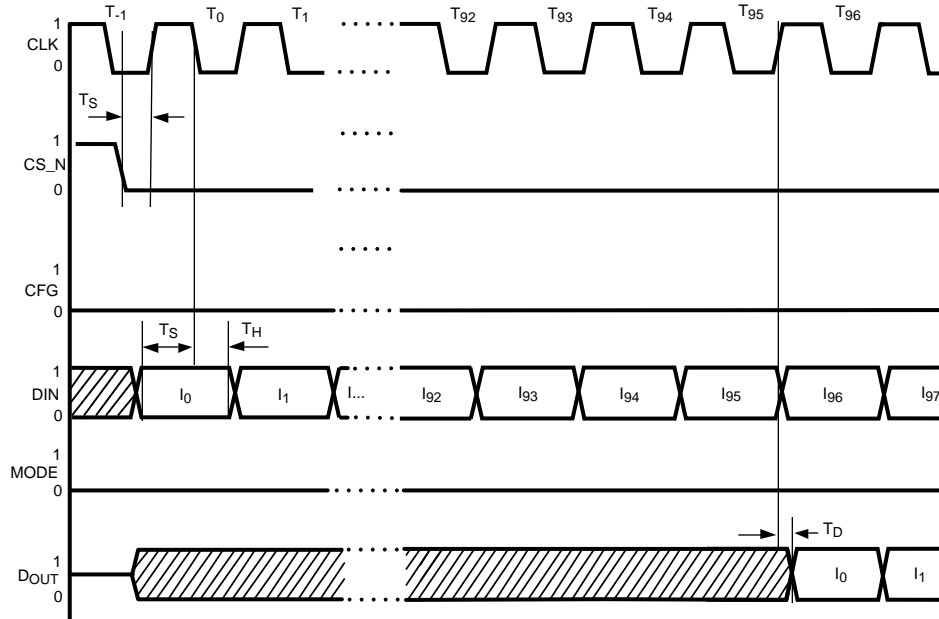 T-1 T0 T1 T92 T93 T94 T95 T96
1
CLK
0
TS
1
CS_N
0
1
CFG
0
TS TH
1
DIN I0 I1 I... I92 I93 I94 I95 I96 I97
0
1
MODE
0
TD
1
DOUT I0 I1
0